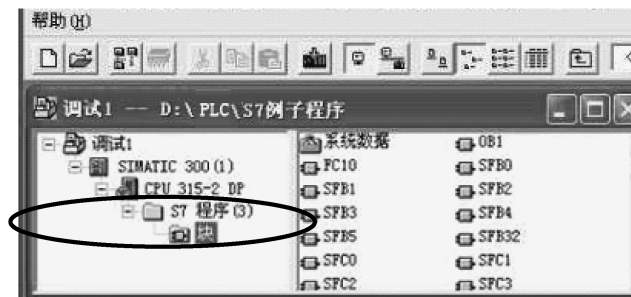 帮助(H)
调试1 -- D:\PLC\S7例子程序
调试1
SIMATIC 300(1)
CPU 315-2 DP
S7 程序(3)
块
系统数据
OB1
FC10
SFB0
SFB1
SFB2
SFB3
SFB4
SFB5
SFB32
SFC0
SFC1
SFC2
SFC3